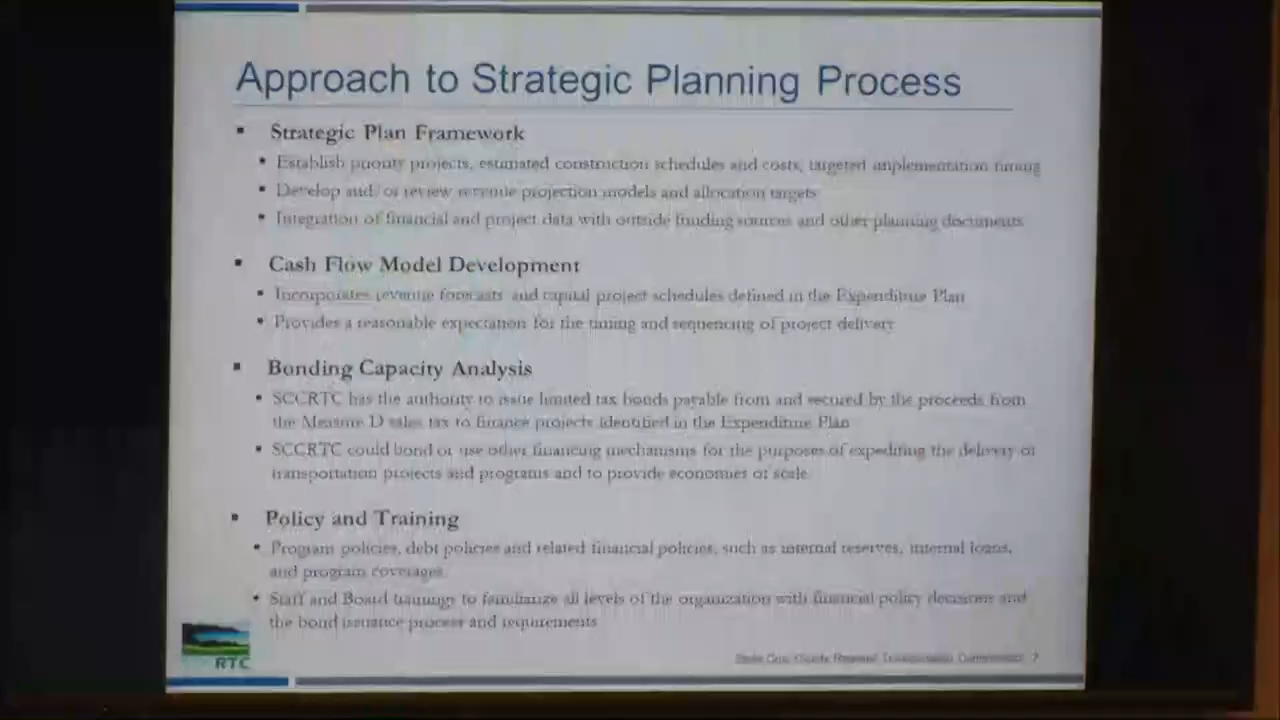 Approach to Strategic Planning Process
▪ Strategic Plan Framework
• Establish priority projects, estimated construction schedules and costs, targeted implementation timing
• Develop and/or review revenue projection models and allocation targets
• Integration of financial and project data with outside funding sources and other planning documents
▪ Cash Flow Model Development
• Incorporates revenue forecasts and capital project schedules defined in the Expenditure Plan
• Provides a reasonable expectation for the timing and sequencing of project delivery
▪ Bonding Capacity Analysis
• SCCRTC has the authority to issue limited tax bonds payable from and secured by the proceeds from
the Measure D sales tax to finance projects identified in the Expenditure Plan
• SCCRTC could bond or use other financing mechanisms for the purposes of expediting the delivery of
transportation projects and programs and to provide economies of scale
▪ Policy and Training
• Program policies, debt policies and related financial policies, such as internal reserves, internal loans,
and program coverages
• Staff and Board trainings to familiarize all levels of the organization with financial policy decisions and
the bond issuance process and requirements
RTC
Santa Cruz County Regional Transportation Commission 7